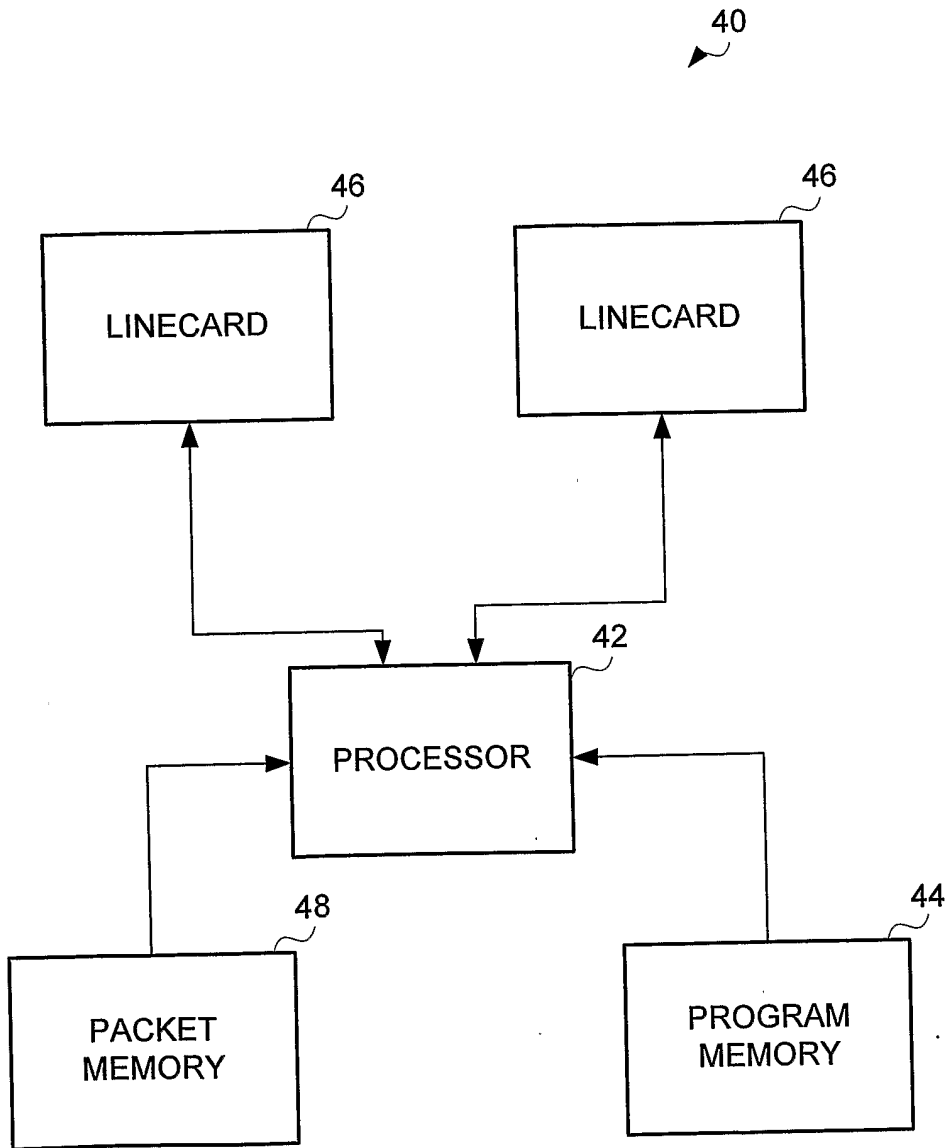 40
46
46
LINECARD
LINECARD
42
PROCESSOR
48
44
PACKET
MEMORY
PROGRAM
MEMORY